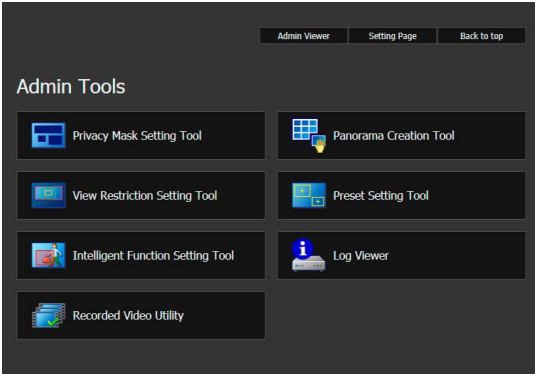 Admin Viewer Setting Page Back to top
Admin Tools
Privacy Mask Setting Tool Panorama Creation Tool
View Restriction Setting Tool Preset Setting Tool
Intelligent Function Setting Tool Log Viewer
Recorded Video Utility